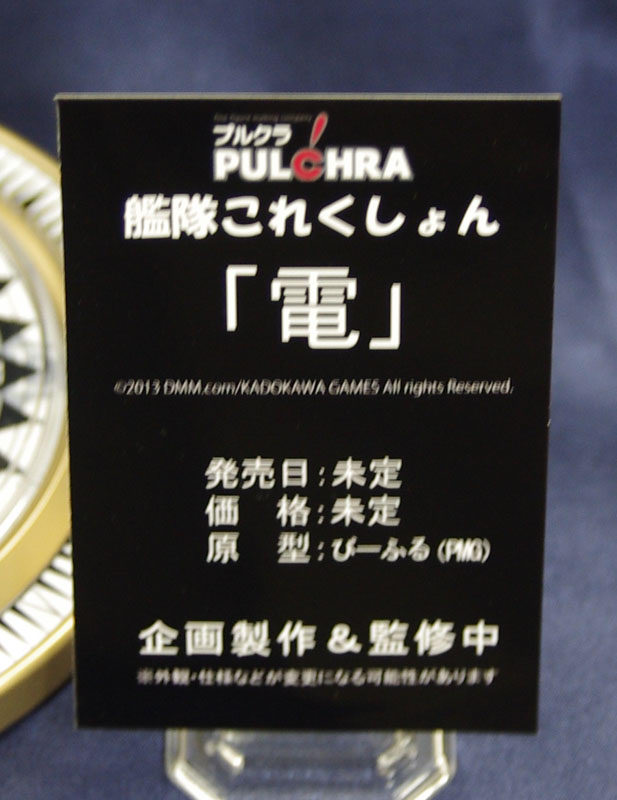 fine figure making company
プルクラ
PULCHRA
艦隊これくしょん
「電」
©2013 DMM.com/KADOKAWA GAMES All rights Reserved.
発売日：未定
価　格：未定
原　型：びーふる（PMG）
企画製作＆監修中
※外観・仕様などが変更になる可能性があります